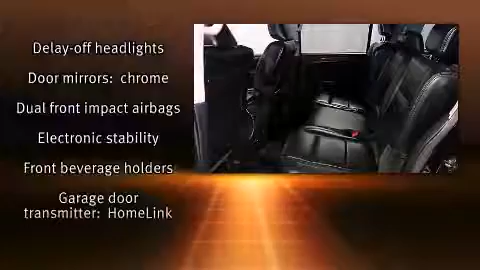 Delay-off headlights
Door mirrors: chrome
Dual front impact airbags
Electronic stability
Front beverage holders
Garage door
transmitter: HomeLink